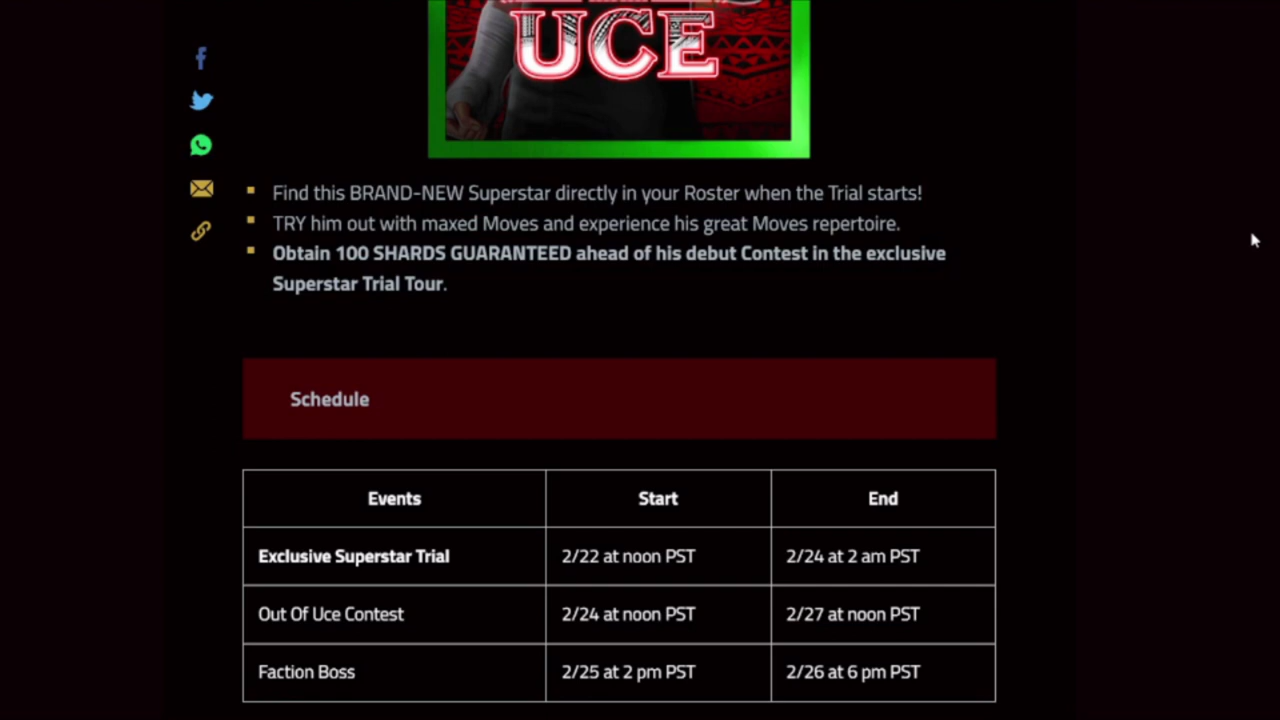 UCE
Find this BRAND-NEW Superstar directly in your Roster when the Trial starts!
TRY him out with maxed Moves and experience his great Moves repertoire.
Obtain 100 SHARDS GUARANTEED ahead of his debut Contest in the exclusive
Superstar Trial Tour.
Schedule
Events Start End
Exclusive Superstar Trial 2/22 at noon PST 2/24 at 2 am PST
Out Of Uce Contest 2/24 at noon PST 2/27 at noon PST
Faction Boss 2/25 at 2 pm PST 2/26 at 6 pm PST